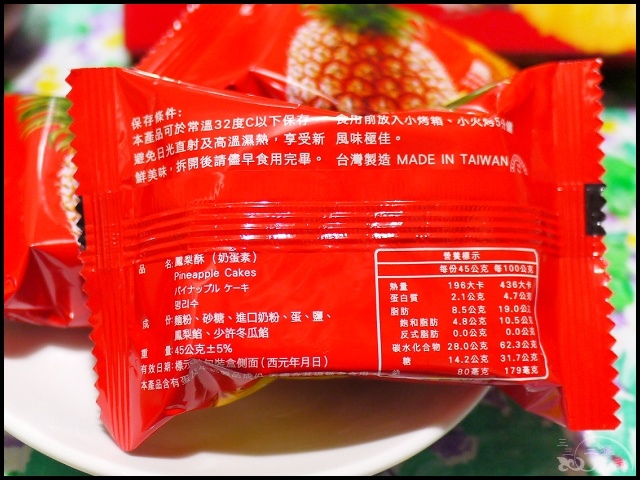 保存條件:
本產品可於常溫32度C以下保存
避免日光直射及高溫濕熱，享受新
鮮美味，拆開後請儘早食用完畢。
食用前放入小烤箱、小火烤5分鐘
風味極佳。
台灣製造 MADE IN TAIWAN
品 名:鳳梨酥（奶蛋素）
Pineapple Cakes
パイナップル ケーキ
펑리수
成 份:麵粉、砂糖、進口奶粉、蛋、鹽、
鳳梨餡、少許冬瓜餡
重 量:45公克±5%
有效日期:標示於包裝盒側面(西元年月日)
本產品含有
營養標示
每份45公克 每100公克
熱量 196大卡 436大卡
蛋白質 2.1公克 4.7公克
脂肪 8.5公克 19.0公克
飽和脂肪 4.8公克 10.5公克
反式脂肪 0.0公克 0.0公克
碳水化合物 28.0公克 62.3公克
糖 14.2公克 31.7公克
80毫克 179毫克